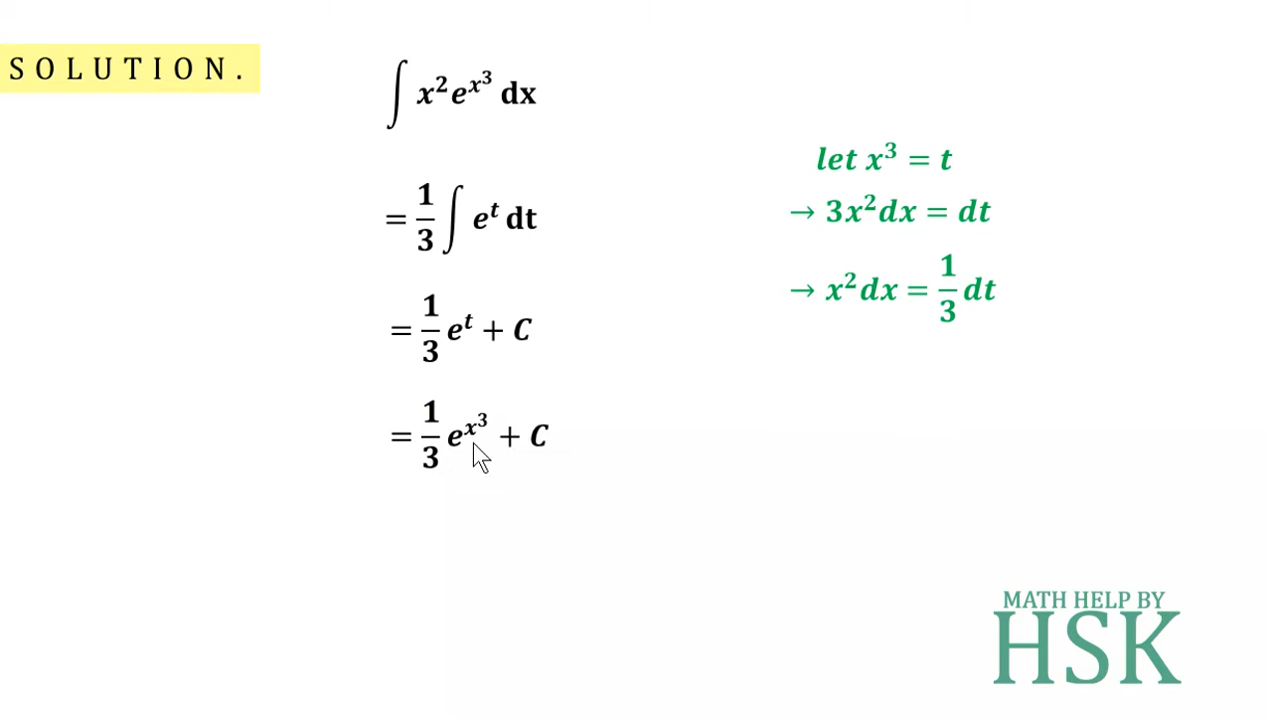 SOLUTION.
∫ x²e^{x³} dx
= 1/3 ∫ e^t dt
= 1/3 e^t + C
= 1/3 e^{x³} + C
let x³ = t
→ 3x²dx = dt
→ x²dx = 1/3 dt
MATH HELP BY
HSK